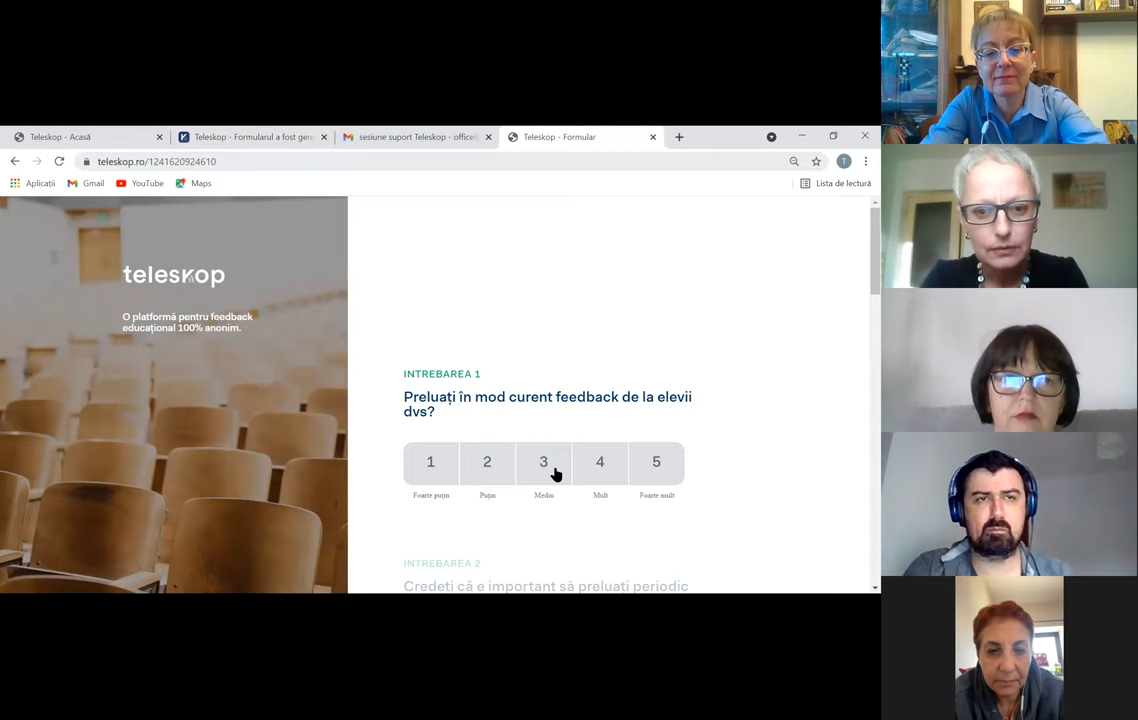 Teleskop - Acasă
Teleskop - Formularul a fost gen
sesiune suport Teleskop - office@
Teleskop - Formular
teleskop.ro/1241620924610
T
Aplicații
Gmail
YouTube
Maps
Lista de lectură
teleskop
O platformă pentru feedback
educațional 100% anonim.
INTREBAREA 1
Preluați în mod curent feedback de la elevii
dvs?
1 2 3 4 5
Foarte puțin Puțin Mediu Mult Foarte mult
INTREBAREA 2
Credeți că e important să preluați periodic